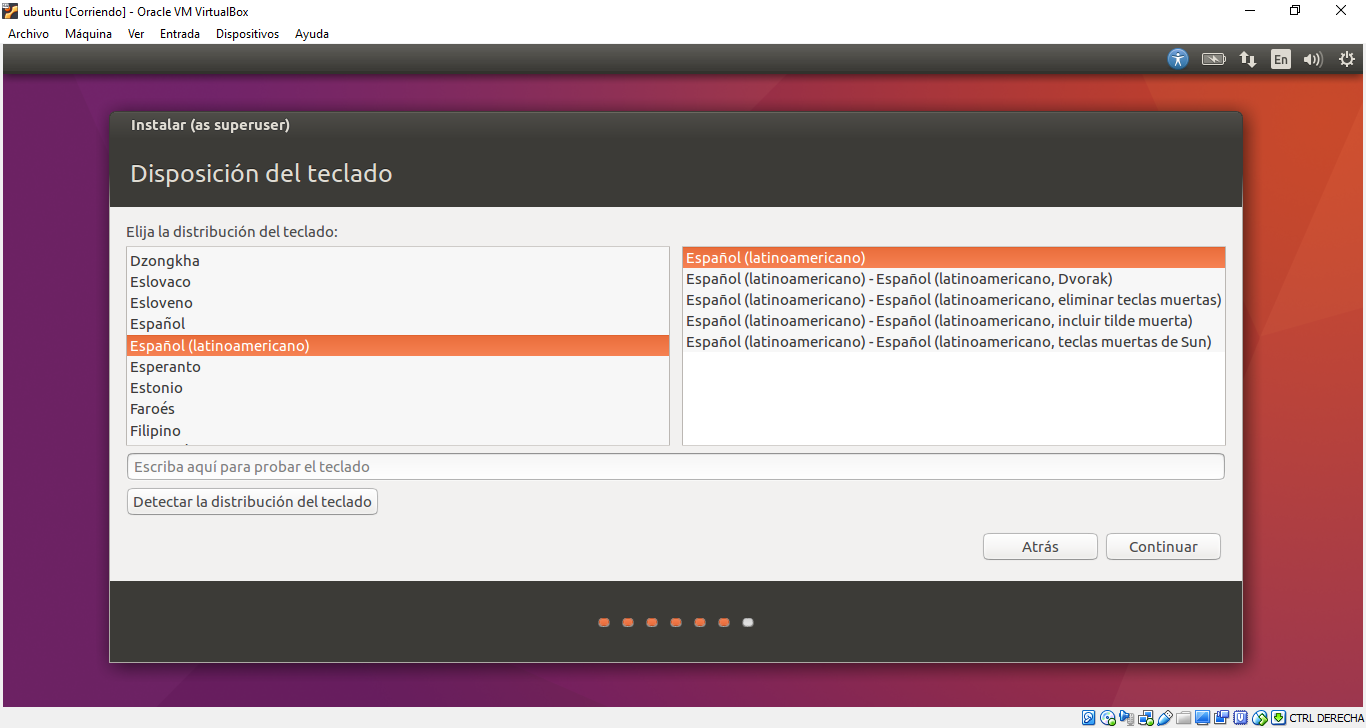 ubuntu [Corriendo] - Oracle VM VirtualBox
Archivo Máquina Ver Entrada Dispositivos Ayuda
En
Instalar (as superuser)
Disposición del teclado
Elija la distribución del teclado:
Dzongkha
Eslovaco
Esloveno
Español
Español (latinoamericano)
Esperanto
Estonio
Faroés
Filipino
Español (latinoamericano)
Español (latinoamericano) - Español (latinoamericano, Dvorak)
Español (latinoamericano) - Español (latinoamericano, eliminar teclas muertas)
Español (latinoamericano) - Español (latinoamericano, incluir tilde muerta)
Español (latinoamericano) - Español (latinoamericano, teclas muertas de Sun)
Escriba aquí para probar el teclado
Detectar la distribución del teclado
Atrás Continuar
CTRL DERECHA